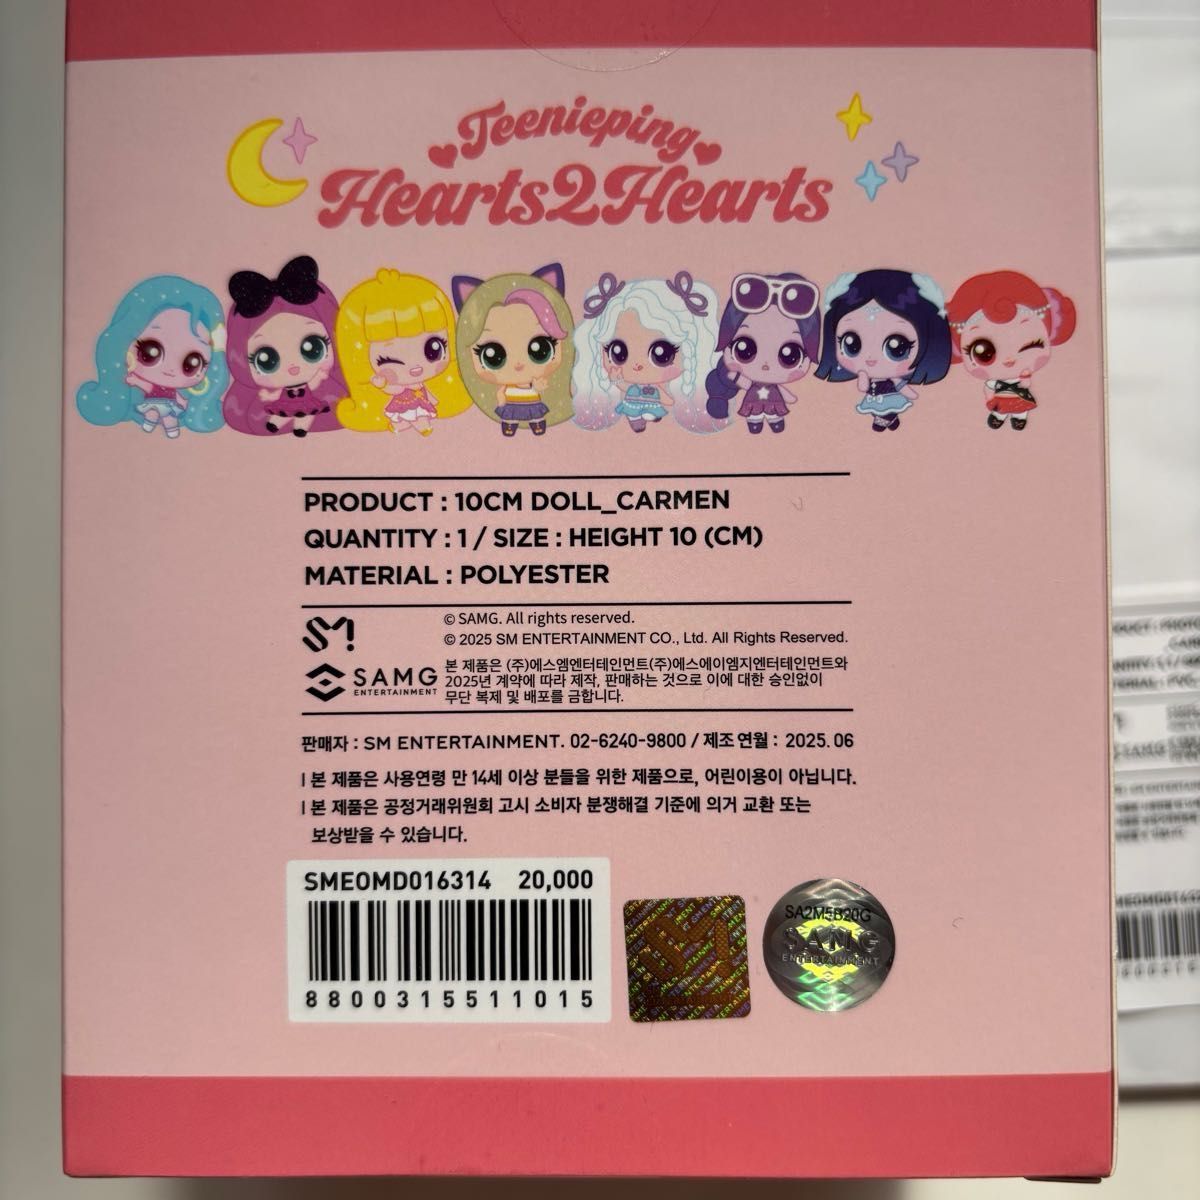 Teenieping
Hearts2Hearts
PRODUCT : 10CM DOLL_CARMEN
QUANTITY : 1 / SIZE : HEIGHT 10 (CM)
MATERIAL : POLYESTER
SM
© SAMG. All rights reserved.
© 2025 SM ENTERTAINMENT CO., Ltd. All Rights Reserved.
SAMG
ENTERTAINMENT
본 제품은 (주)에스엠엔터테인먼트(주)에스에이엠지엔터테인먼트와
2025년 계약에 따라 제작, 판매하는 것으로 이에 대한 승인없이
무단 복제 및 배포를 금합니다.
판매자 : SM ENTERTAINMENT. 02-6240-9800 / 제조연월 : 2025. 06
본 제품은 사용연령 만 14세 이상 분들을 위한 제품으로, 어린이용이 아닙니다.
본 제품은 공정거래위원회 고시 소비자 분쟁해결 기준에 의거 교환 또는
보상받을 수 있습니다.
SMEOMD016314 20,000
8800315511015
SA2M5B20G
SAMG
ENTERTAINMENT